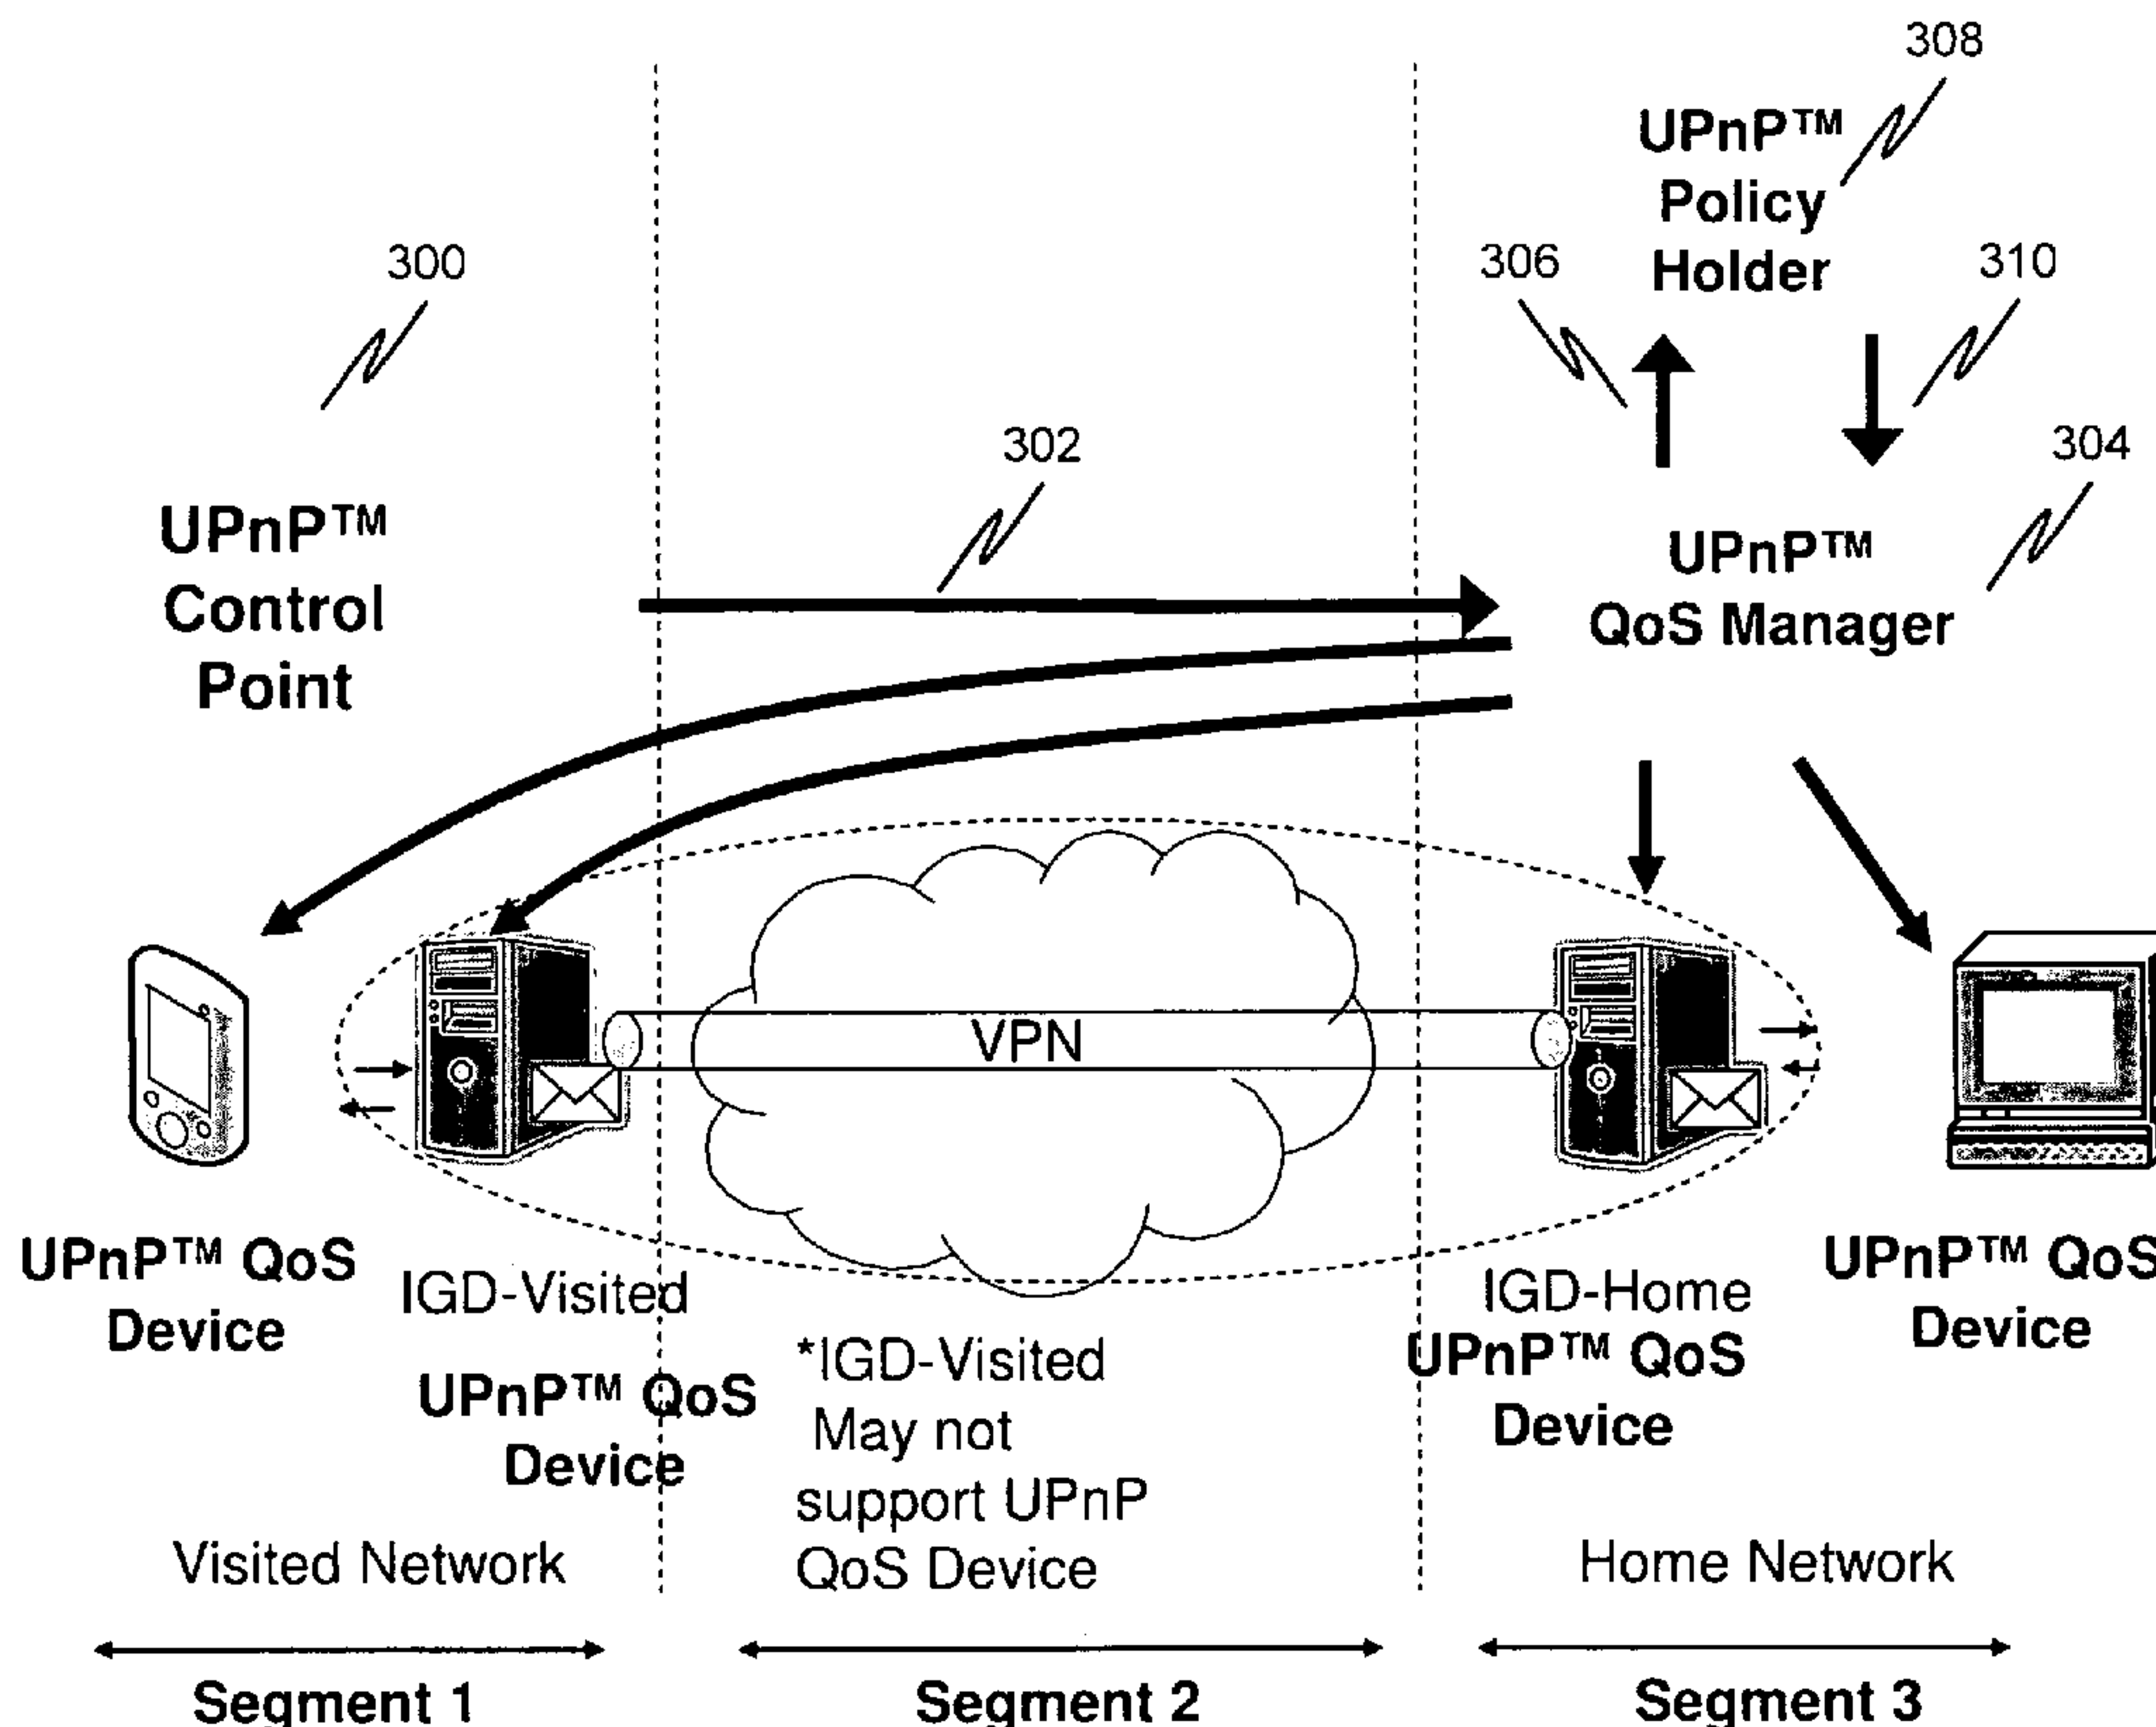 308
UPnP™
Policy
Holder
300
306
310
302
304
UPnP™
Control
Point
UPnP™
QoS Manager
VPN
UPnP™ QoS
Device
IGD-Visited
UPnP™ QoS
Device
*IGD-Visited
May not
support UPnP
QoS Device
IGD-Home
UPnP™ QoS
Device
UPnP™ QoS
Device
Visited Network
Home Network
Segment 1
Segment 2
Segment 3